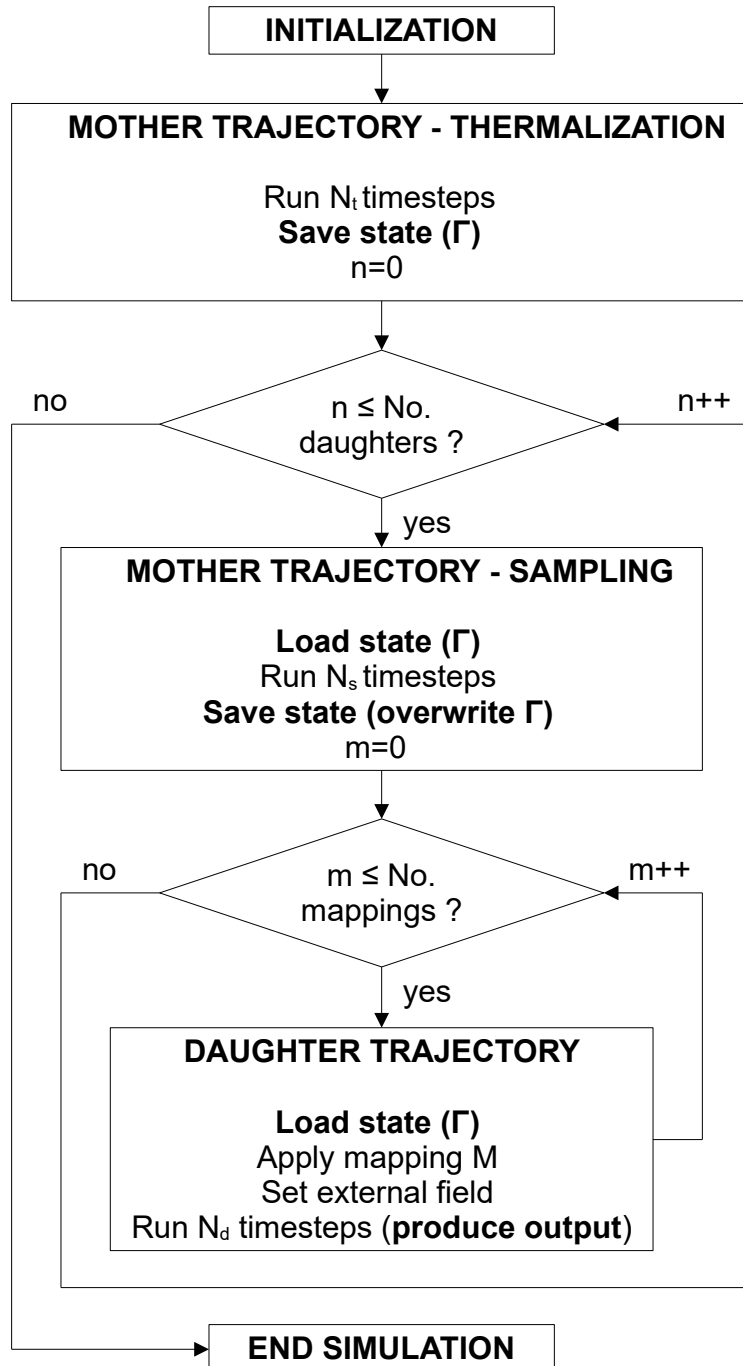 INITIALIZATION
MOTHER TRAJECTORY - THERMALIZATION
Run Nₜ timesteps
Save state (Γ)
n=0
no
n ≤ No.
daughters ?
n++
yes
MOTHER TRAJECTORY - SAMPLING
Load state (Γ)
Run Nₛ timesteps
Save state (overwrite Γ)
m=0
no
m ≤ No.
mappings ?
m++
yes
DAUGHTER TRAJECTORY
Load state (Γ)
Apply mapping M
Set external field
Run N_d timesteps (produce output)
END SIMULATION